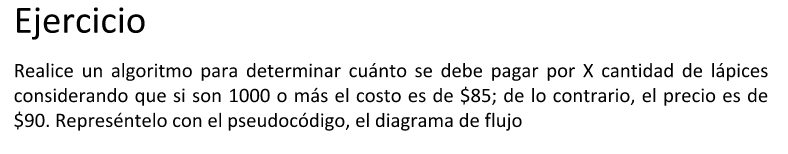 Ejercicio
Realice un algoritmo para determinar cuánto se debe pagar por X cantidad de lápices
considerando que si son 1000 o más el costo es de $85; de lo contrario, el precio es de
$90. Represéntelo con el pseudocódigo, el diagrama de flujo